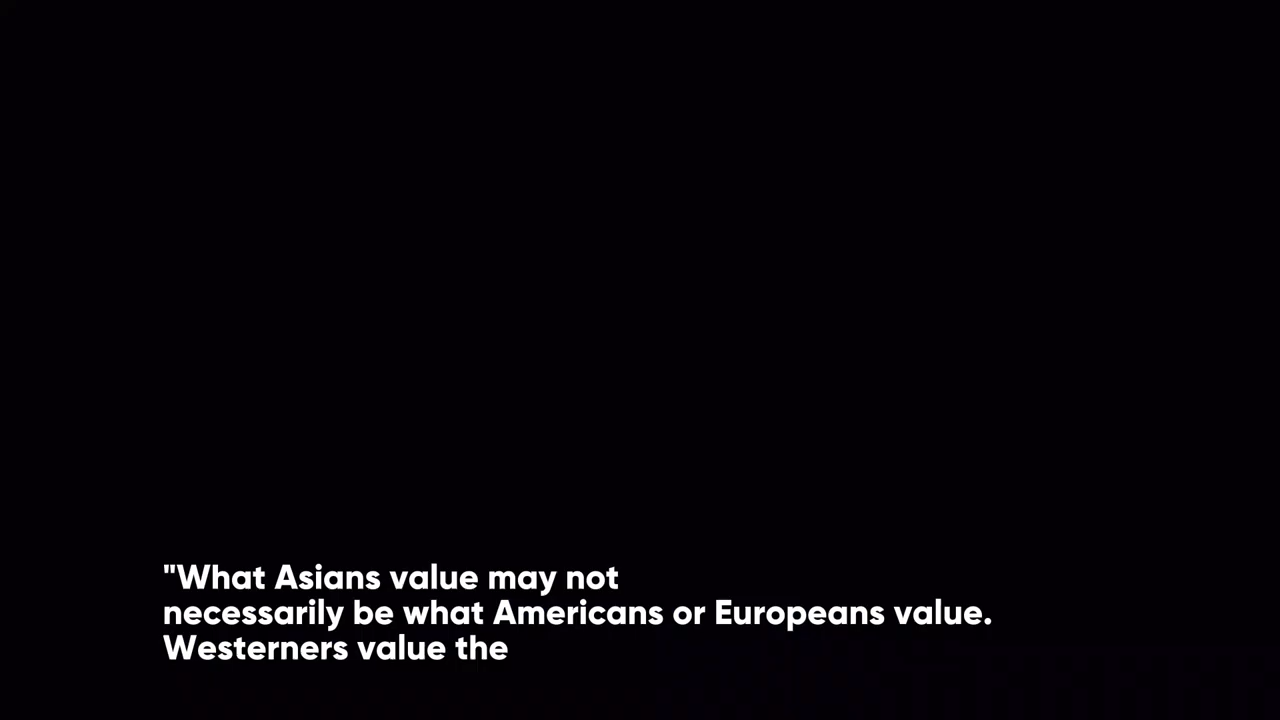 "What Asians value may not
necessarily be what Americans or Europeans value.
Westerners value the